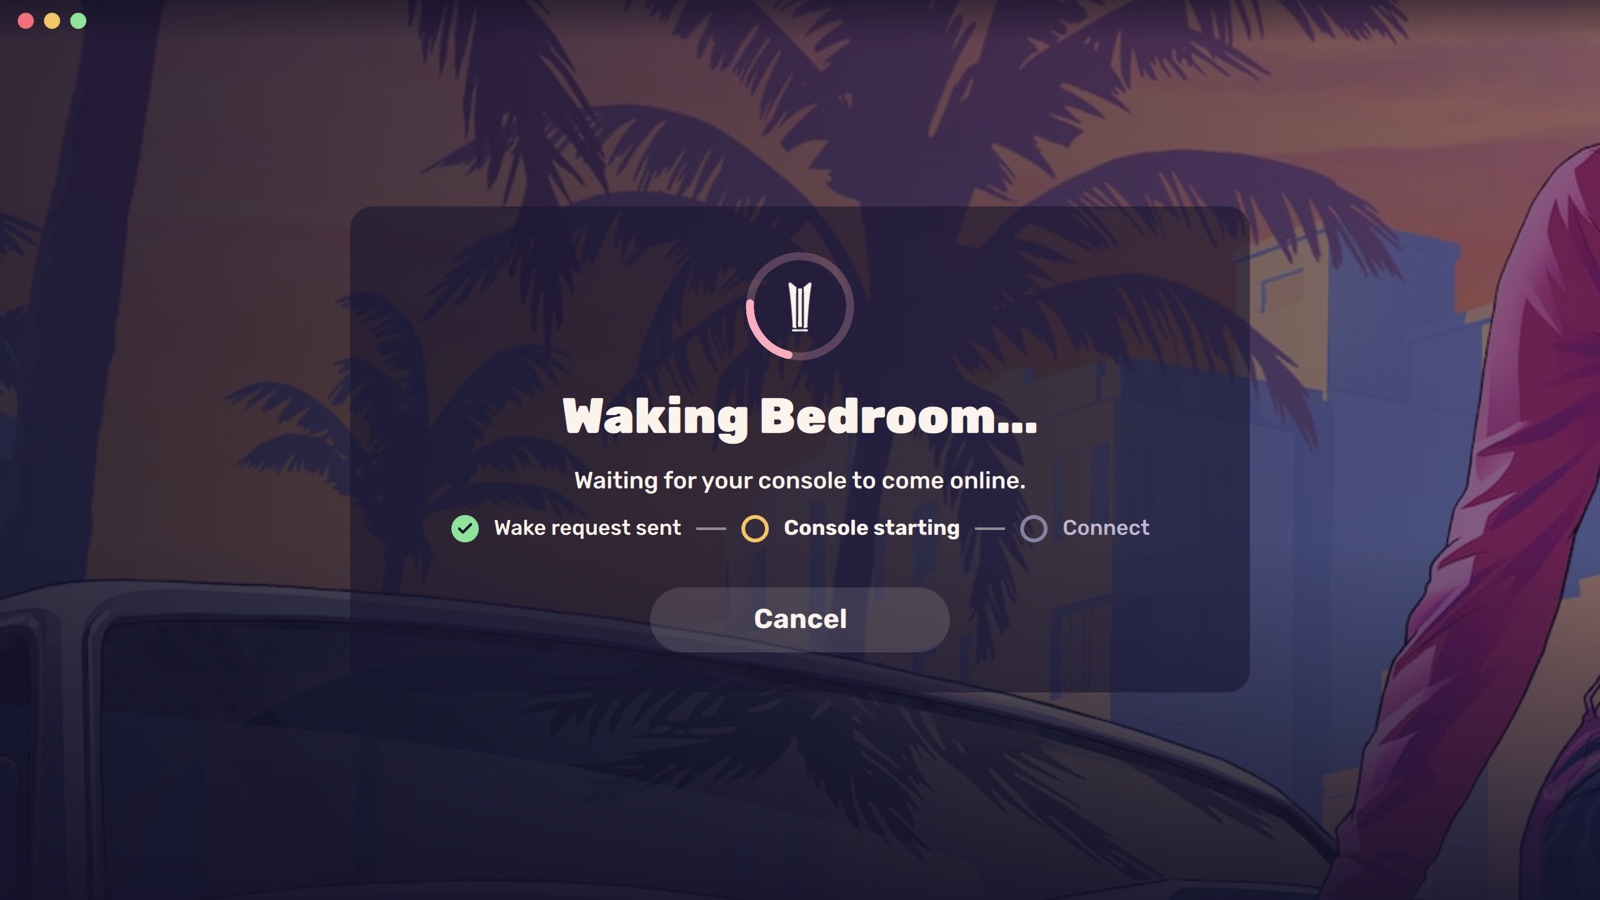 Waking Bedroom...
Waiting for your console to come online.
Wake request sent — Console starting — Connect
Cancel